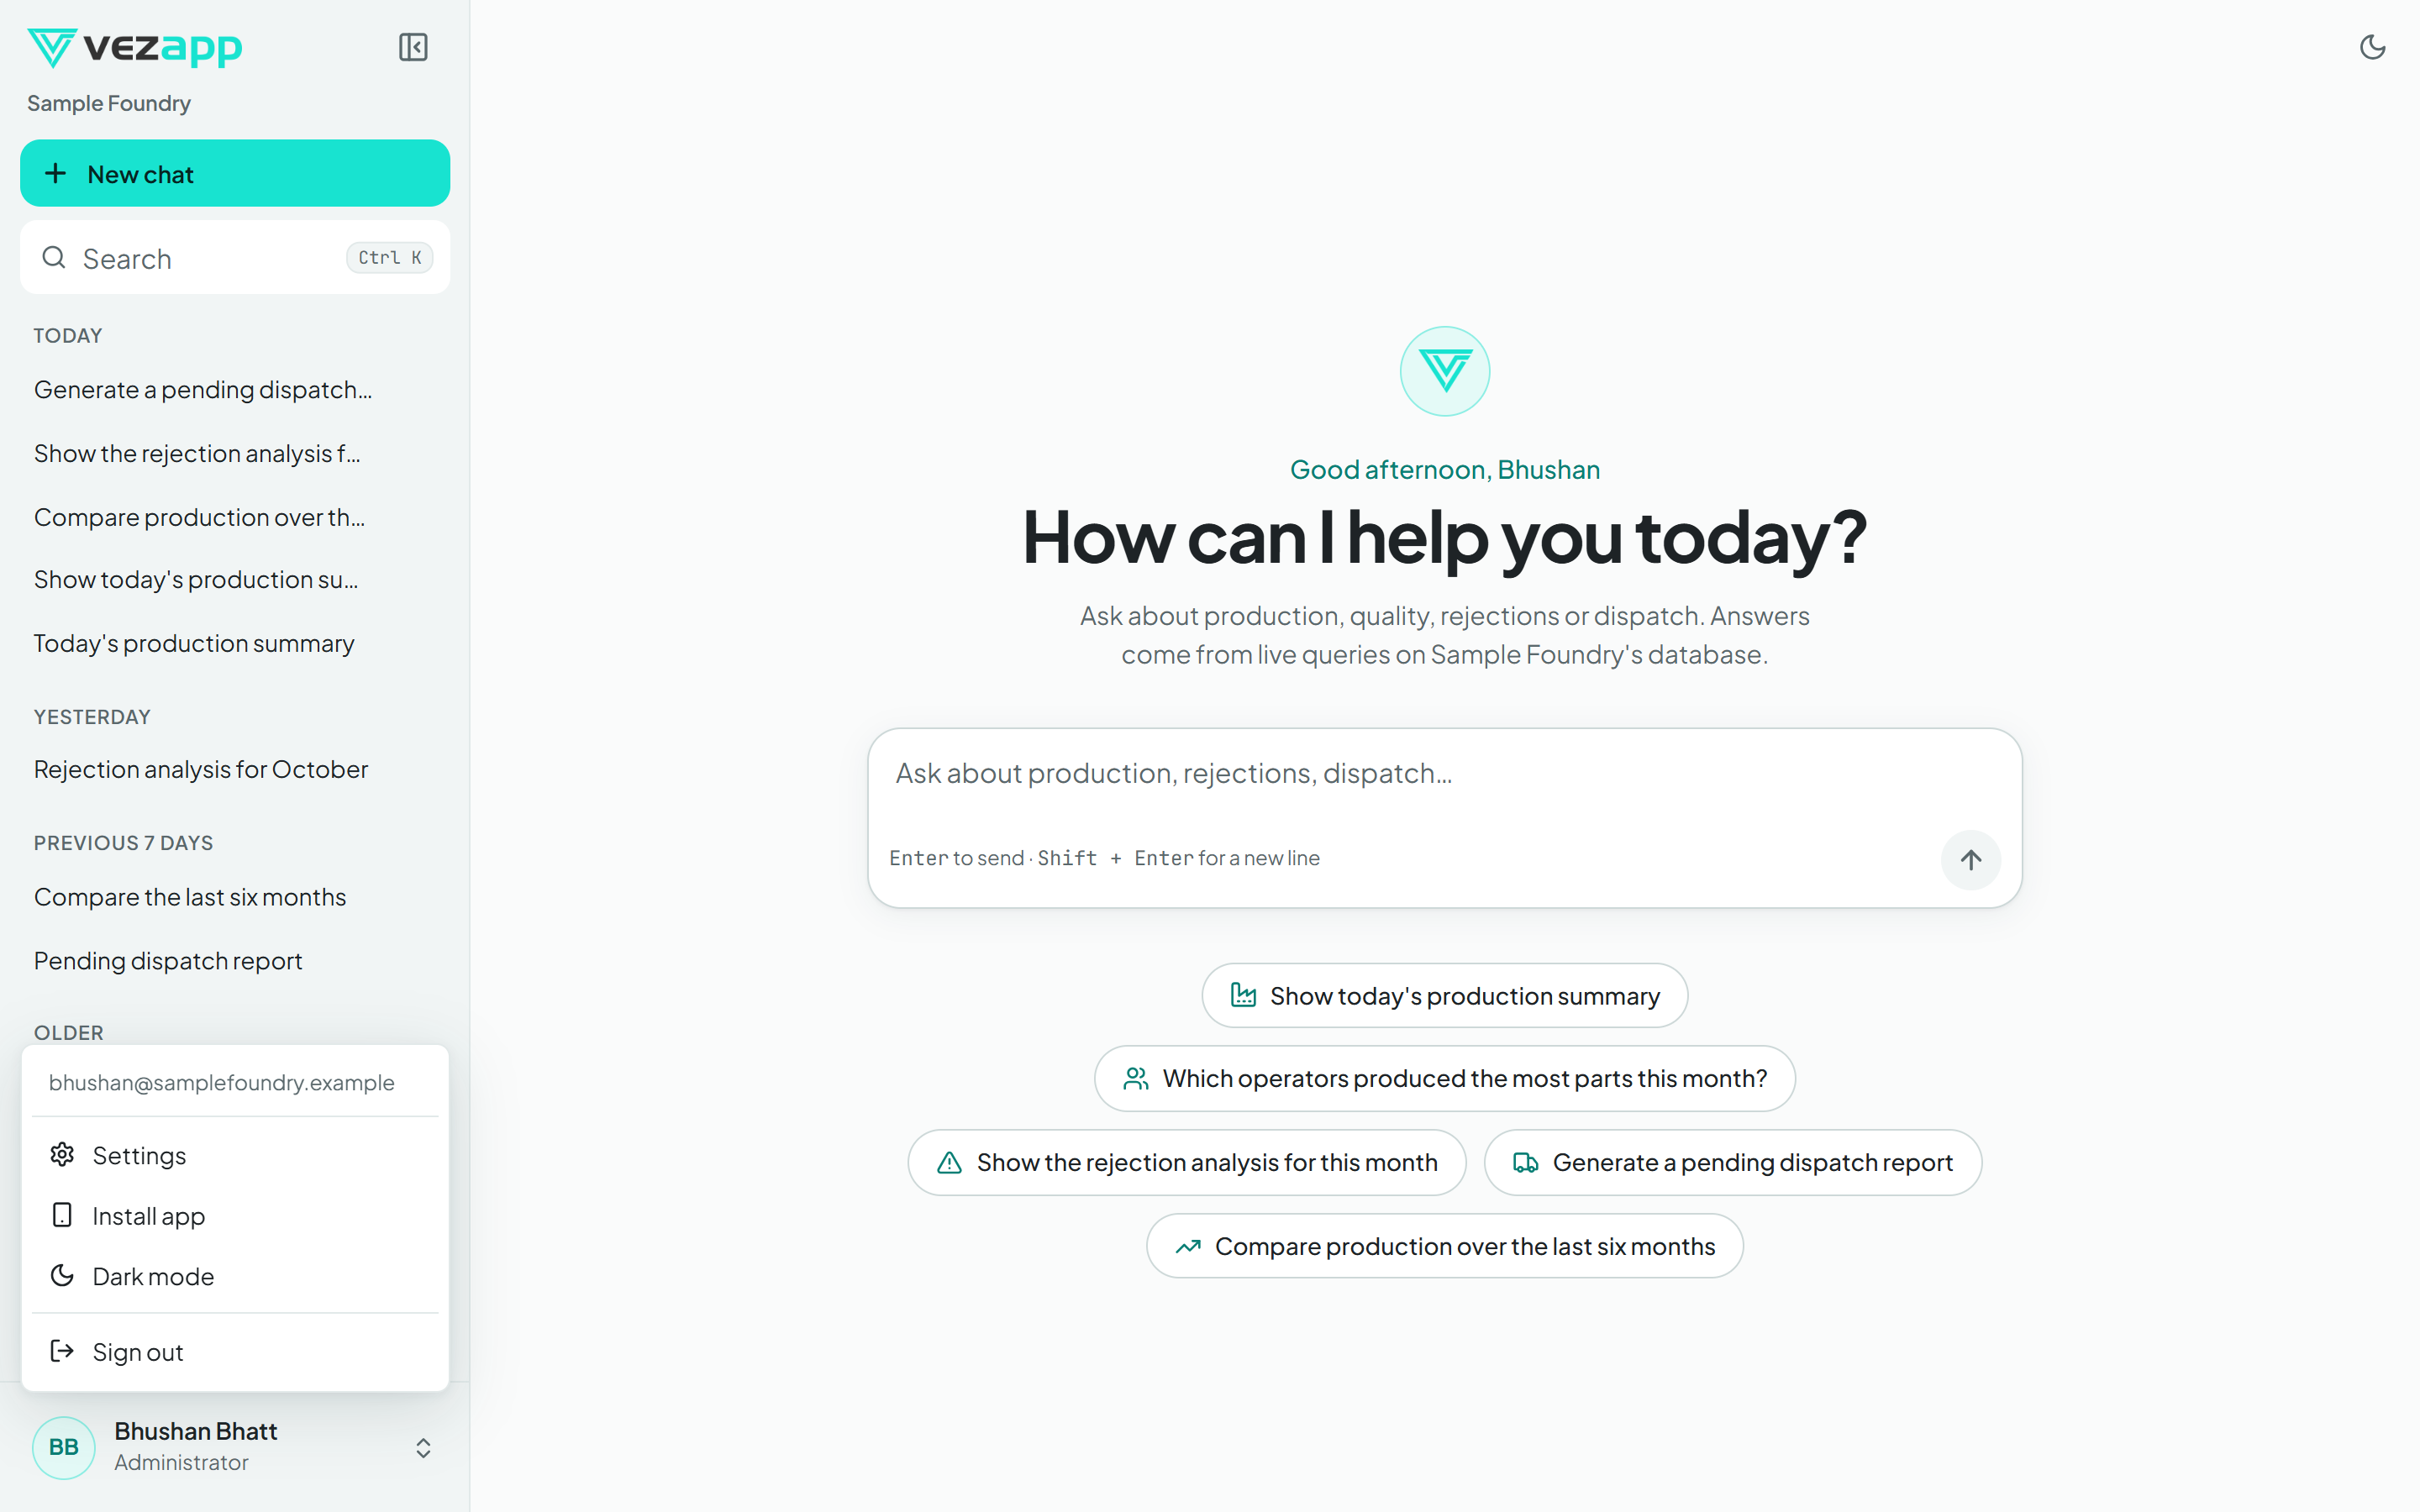 vezapp
Sample Foundry
New chat
Search
Ctrl K
TODAY
Generate a pending dispatch...
Show the rejection analysis f...
Compare production over th...
Show today's production su...
Today's production summary
YESTERDAY
Rejection analysis for October
PREVIOUS 7 DAYS
Compare the last six months
Pending dispatch report
OLDER
bhushan@samplefoundry.example
Settings
Install app
Dark mode
Sign out
BB
Bhushan Bhatt
Administrator
Good afternoon, Bhushan
How can I help you today?
Ask about production, quality, rejections or dispatch. Answers
come from live queries on Sample Foundry's database.
Ask about production, rejections, dispatch...
Enter to send · Shift + Enter for a new line
Show today's production summary
Which operators produced the most parts this month?
Show the rejection analysis for this month
Generate a pending dispatch report
Compare production over the last six months